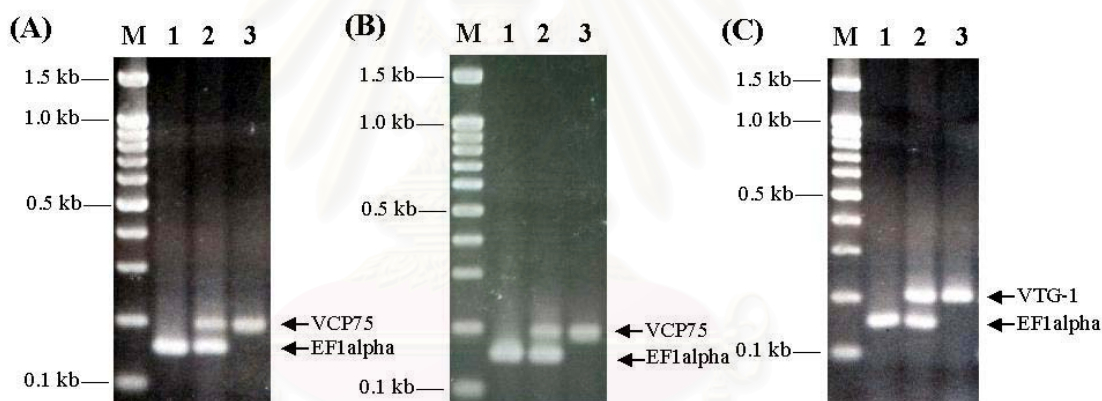 (A) M 1 2 3
1.5 kb
1.0 kb
0.5 kb
0.1 kb
VCP75
EF1alpha
(B) M 1 2 3
1.5 kb
1.0 kb
0.5 kb
0.1 kb
VCP75
EF1alpha
(C) M 1 2 3
1.5 kb
1.0 kb
0.5 kb
0.1 kb
VTG-1
EF1alpha